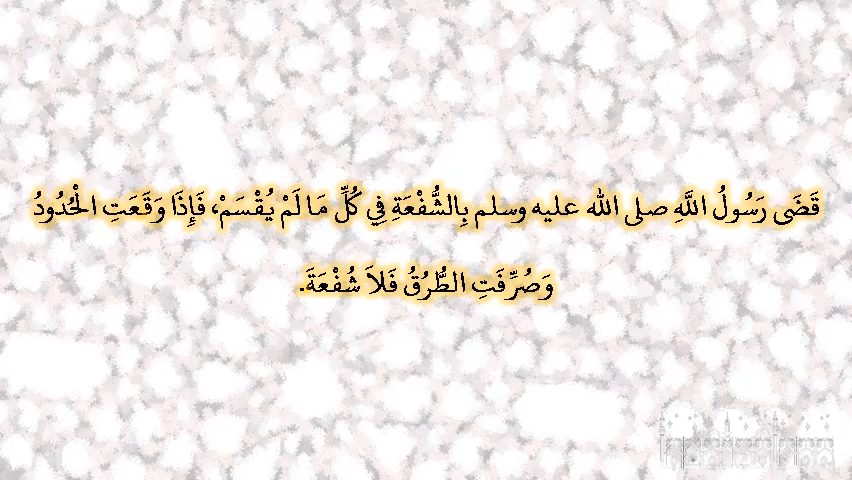 قَضَى رَسُولُ اللَّهِ صلى الله عليه وسلم بِالشُّفْعَةِ فِي كُلِّ مَا لَمْ يُقْسَمْ، فَإِذَا وَقَعَتِ الْحُدُودُ
وَصُرِّفَتِ الطُّرُقُ فَلاَ شُفْعَةَ.